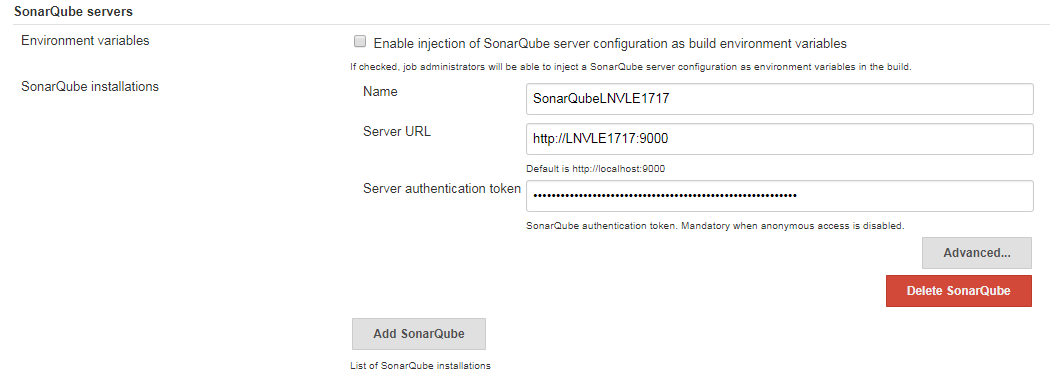 SonarQube servers
Environment variables
Enable injection of SonarQube server configuration as build environment variables
If checked, job administrators will be able to inject a SonarQube server configuration as environment variables in the build.
SonarQube installations
Name
SonarQubeLNVLE1717
Server URL
http://LNVLE1717:9000
Default is http://localhost:9000
Server authentication token
••••••••••••••••••••••••••••••••••••••••••••••••••••••••••
SonarQube authentication token. Mandatory when anonymous access is disabled.
Advanced...
Delete SonarQube
Add SonarQube
List of SonarQube installations